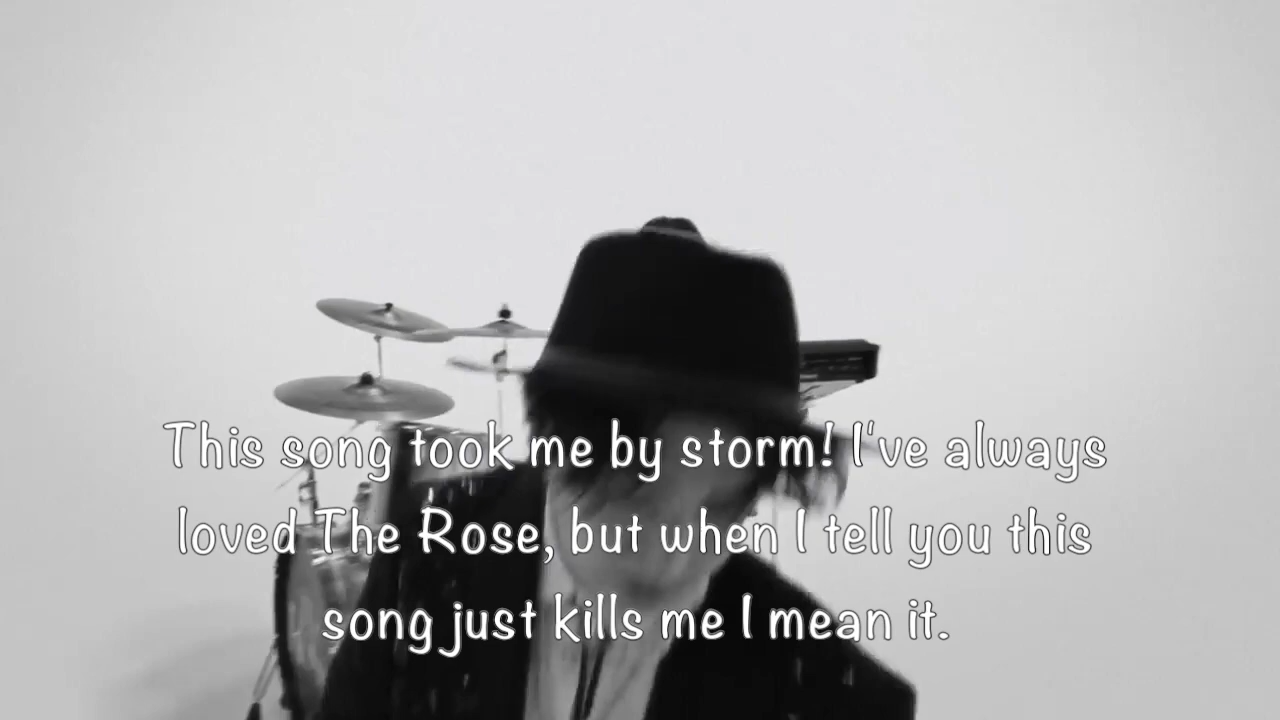 This song took me by storm! I've always
loved The Rose, but when I tell you this
song just kills me I mean it.